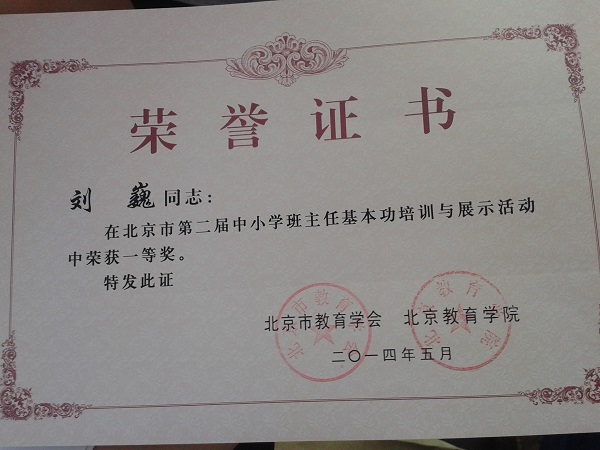 荣誉证书
刘巍同志：
在北京市第二届中小学班主任基本功培训与展示活动
中荣获一等奖。
特发此证
北京市教育学会 北京教育学院
二〇一四年五月